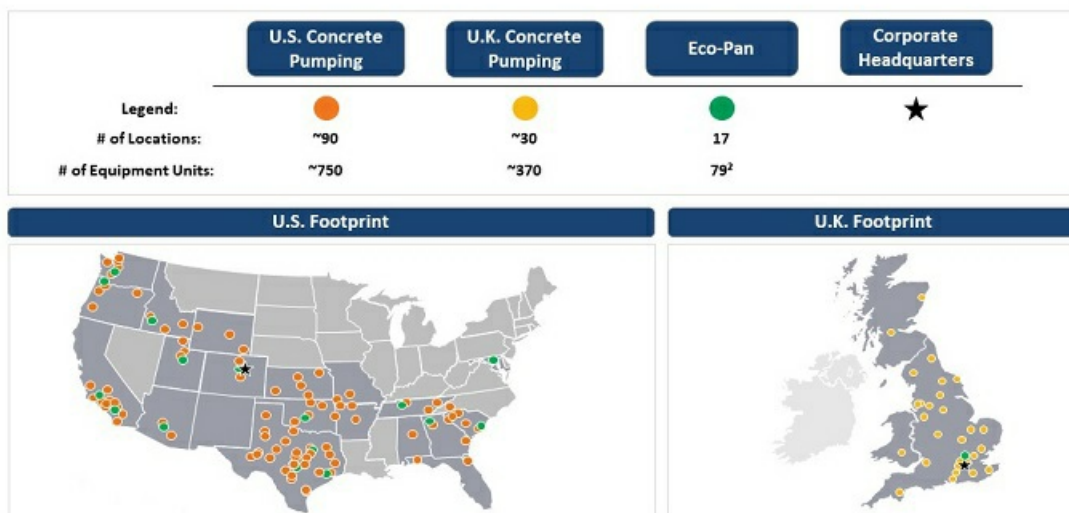 U.S. Concrete Pumping
U.K. Concrete Pumping
Eco-Pan
Corporate Headquarters
Legend:
# of Locations: ~90 ~30 17
# of Equipment Units: ~750 ~370 79²
U.S. Footprint
U.K. Footprint